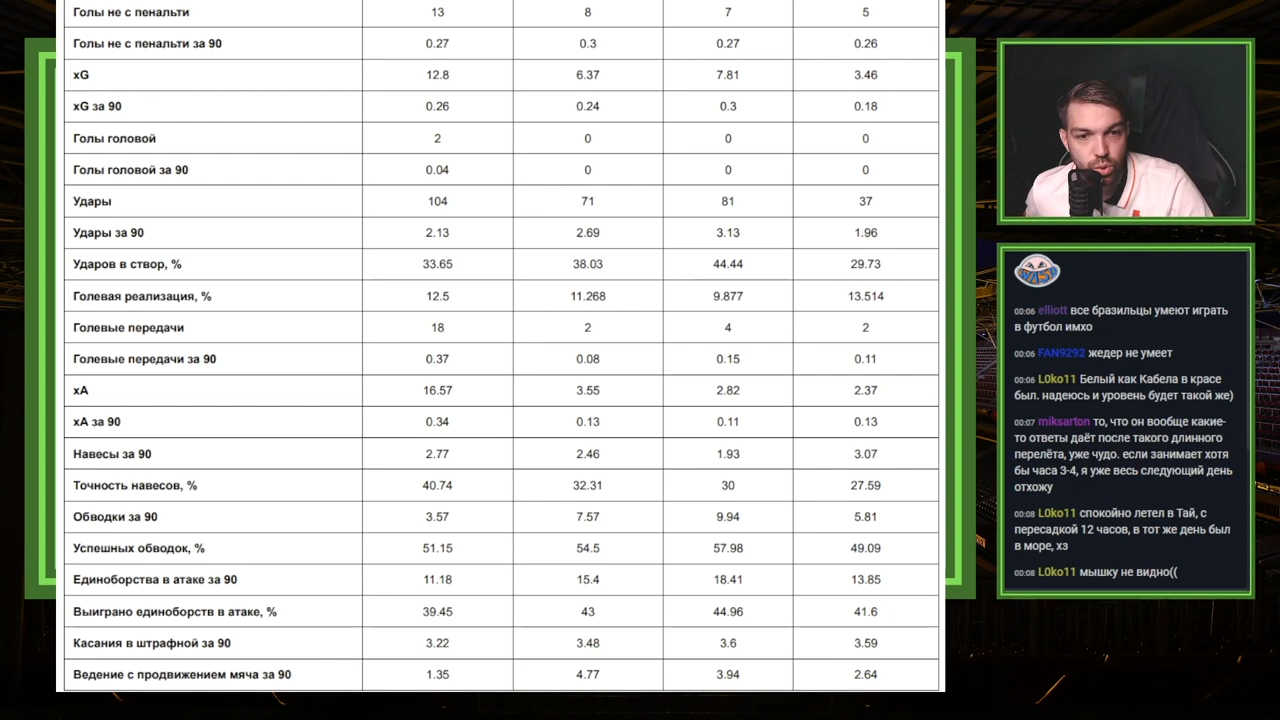 Голы не с пенальти 13 8 7 5
Голы не с пенальти за 90 0.27 0.3 0.27 0.26
xG 12.8 6.37 7.81 3.46
xG за 90 0.26 0.24 0.3 0.18
Голы головой 2 0 0 0
Голы головой за 90 0.04 0 0 0
Удары 104 71 81 37
Удары за 90 2.13 2.69 3.13 1.96
Ударов в створ, % 33.65 38.03 44.44 29.73
Голевая реализация, % 12.5 11.268 9.877 13.514
Голевые передачи 18 2 4 2
Голевые передачи за 90 0.37 0.08 0.15 0.11
xA 16.57 3.55 2.82 2.37
xA за 90 0.34 0.13 0.11 0.13
Навесы за 90 2.77 2.46 1.93 3.07
Точность навесов, % 40.74 32.31 30 27.59
Обводки за 90 3.57 7.57 9.94 5.81
Успешных обводок, % 51.15 54.5 57.98 49.09
Единоборства в атаке за 90 11.18 15.4 18.41 13.85
Выиграно единоборств в атаке, % 39.45 43 44.96 41.6
Касания в штрафной за 90 3.22 3.48 3.6 3.59
Ведение с продвижением мяча за 90 1.35 4.77 3.94 2.64
00:06 elliott все бразильцы умеют играть
в футбол имхо
00:06 FAN9292 жедер не умеет
00:06 L0ko11 Белый как Кабела в красе
был. надеюсь и уровень будет такой же)
00:07 miksarton то, что он вообще какие-
то ответы даёт после такого длинного
перелёта, уже чудо. если занимает хотя
бы часа 3-4, я уже весь следующий день
отхожу
00:08 L0ko11 спокойно летел в Тай, с
пересадкой 12 часов, в тот же день был
в море, хз
00:08 L0ko11 мышку не видно((